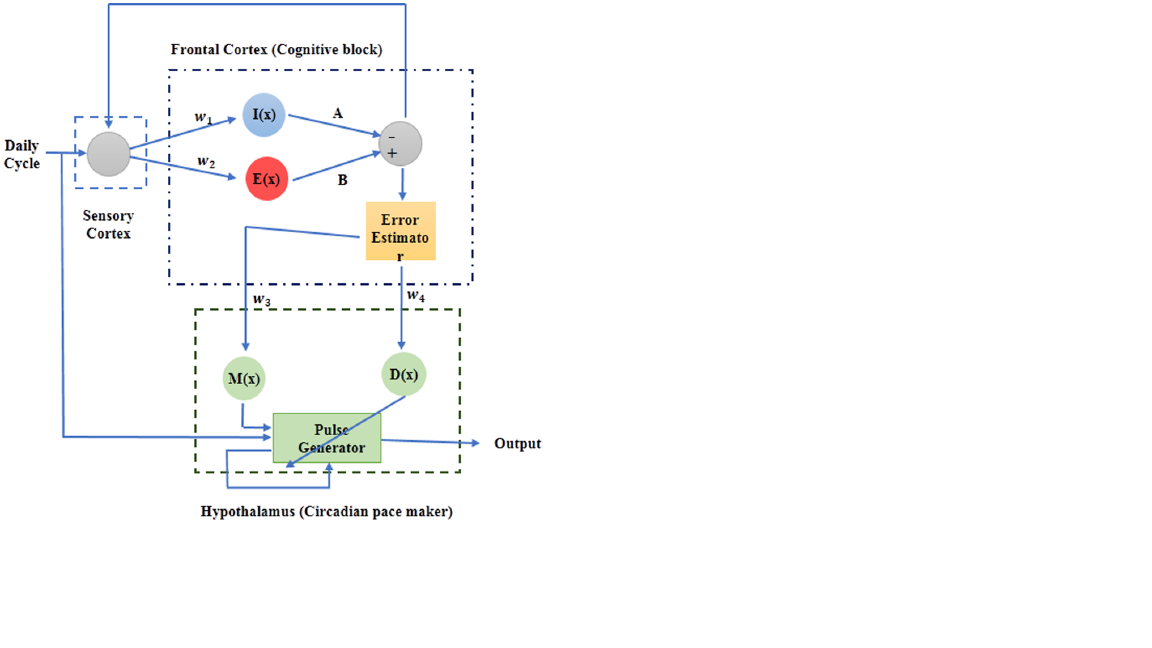 Frontal Cortex (Cognitive block)
w1
I(x)
A
-
+
Daily
Cycle
w2
E(x)
B
Sensory
Cortex
Error
Estimato
r
w3
w4
M(x)
D(x)
Pulse
Generator
Output
Hypothalamus (Circadian pace maker)